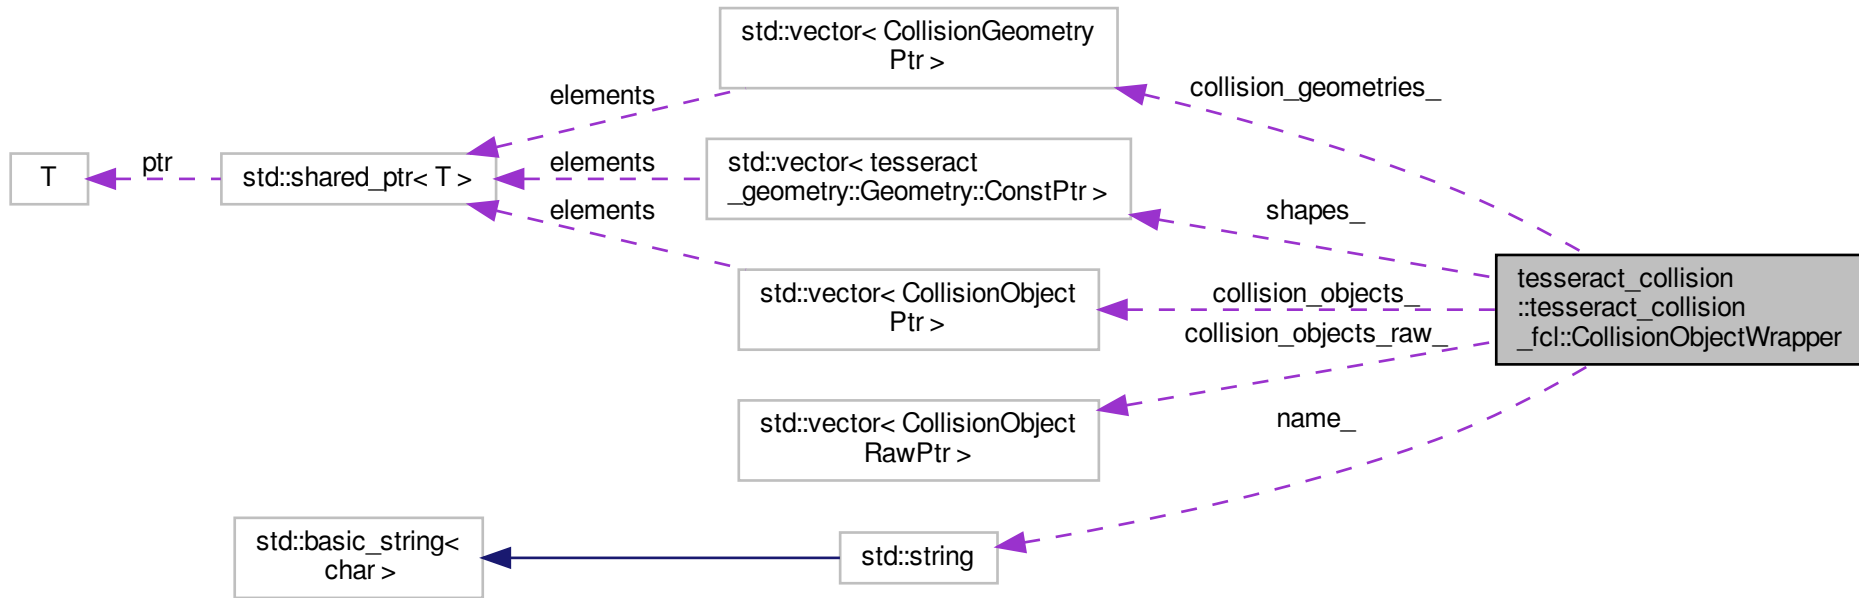 std::vector< CollisionGeometry
Ptr >
collision_geometries_
elements
T
ptr
std::shared_ptr< T >
elements
std::vector< tesseract
_geometry::Geometry::ConstPtr >
elements
shapes_
std::vector< CollisionObject
Ptr >
collision_objects_
tesseract_collision
::tesseract_collision
_fcl::CollisionObjectWrapper
collision_objects_raw_
std::vector< CollisionObject
RawPtr >
name_
std::basic_string<
char >
std::string